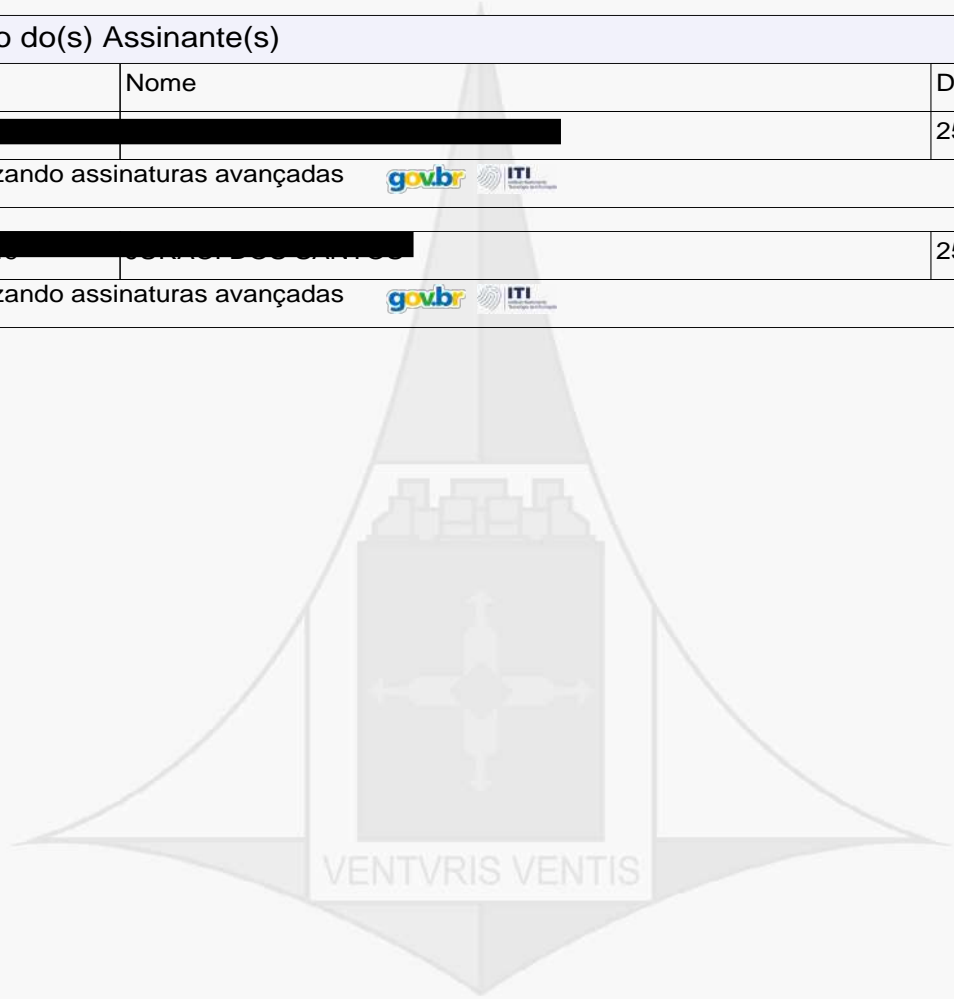 o do(s) Assinante(s)
Nome D
25
zando assinaturas avançadas gov.br ITI
25
zando assinaturas avançadas gov.br ITI
VENTVRIS VENTIS